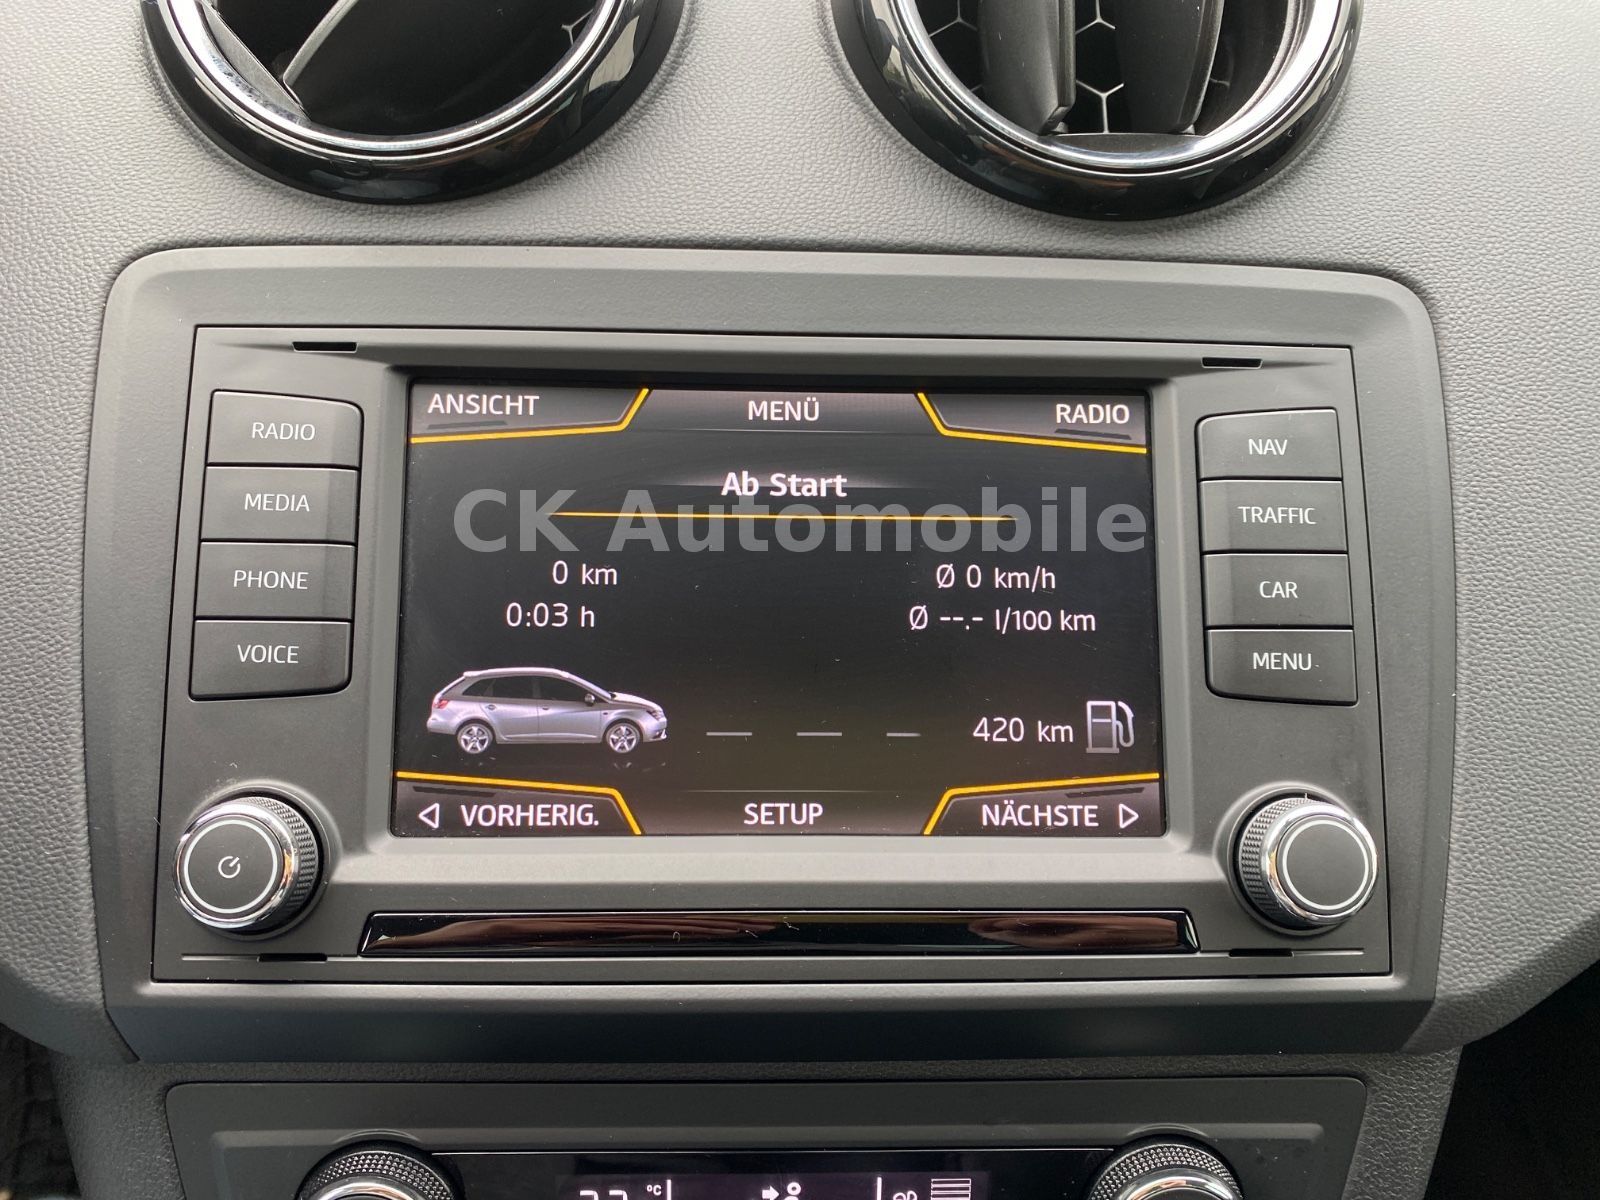 ANSICHT MENÜ RADIO
RADIO
MEDIA
PHONE
VOICE
Ab Start
CK Automobile
0 km Ø 0 km/h
0:03 h Ø --.- l/100 km
420 km
VORHERIG. SETUP NÄCHSTE
NAV
TRAFFIC
CAR
MENU
°C